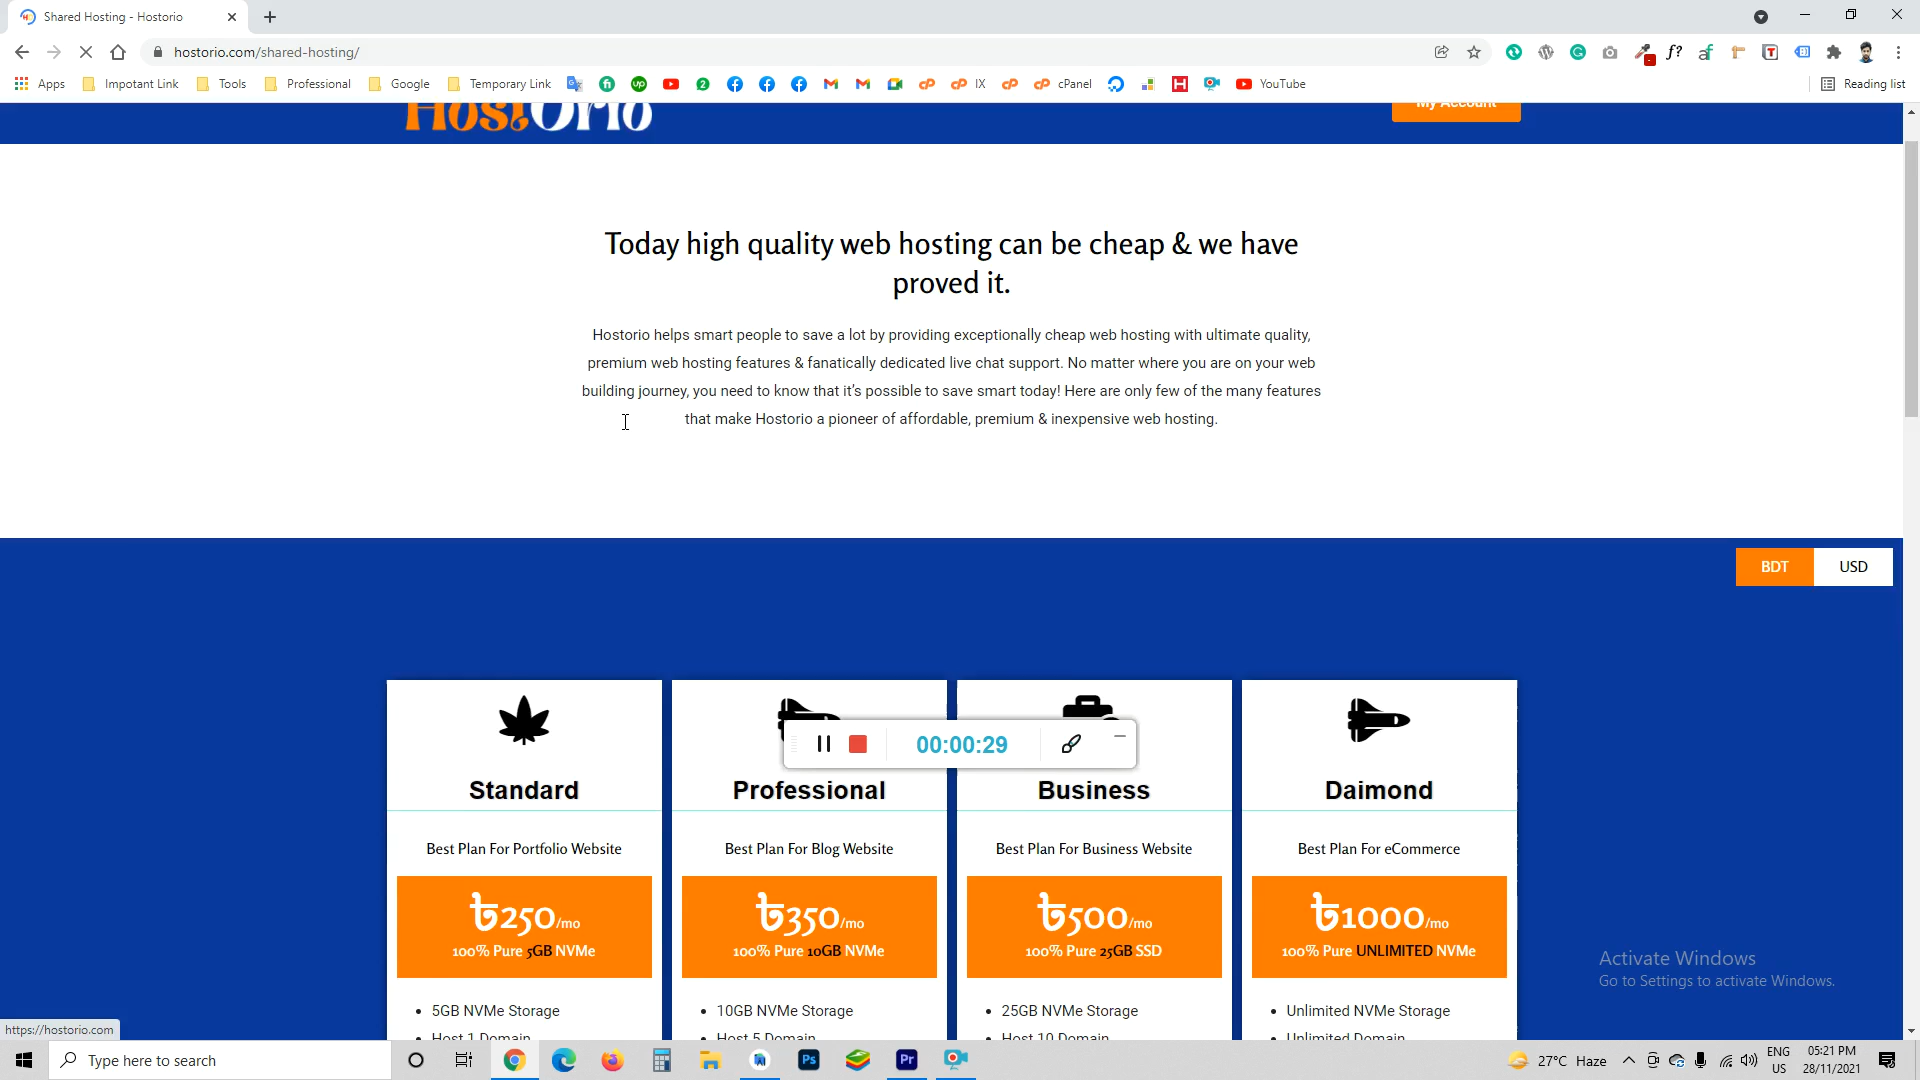 Shared Hosting - Hostorio
hostorio.com/shared-hosting/
Apps Impotant Link Tools Professional Google Temporary Link IX cPanel YouTube Reading list
HostOrio My Account
Today high quality web hosting can be cheap & we have
proved it.
Hostorio helps smart people to save a lot by providing exceptionally cheap web hosting with ultimate quality,
premium web hosting features & fanatically dedicated live chat support. No matter where you are on your web
building journey, you need to know that it’s possible to save smart today! Here are only few of the many features
that make Hostorio a pioneer of affordable, premium & inexpensive web hosting.
BDT USD
00:00:29
Standard Professional Business Daimond
Best Plan For Portfolio Website Best Plan For Blog Website Best Plan For Business Website Best Plan For eCommerce
৳250/mo ৳350/mo ৳500/mo ৳1000/mo
100% Pure 5GB NVMe 100% Pure 10GB NVMe 100% Pure 25GB SSD 100% Pure UNLIMITED NVMe
Activate Windows
Go to Settings to activate Windows.
5GB NVMe Storage 10GB NVMe Storage 25GB NVMe Storage Unlimited NVMe Storage
Host 1 Domain Host 5 Domain Host 10 Domain Unlimited Domain
https://hostorio.com
Type here to search 27°C Haze ENG US 05:21 PM 28/11/2021